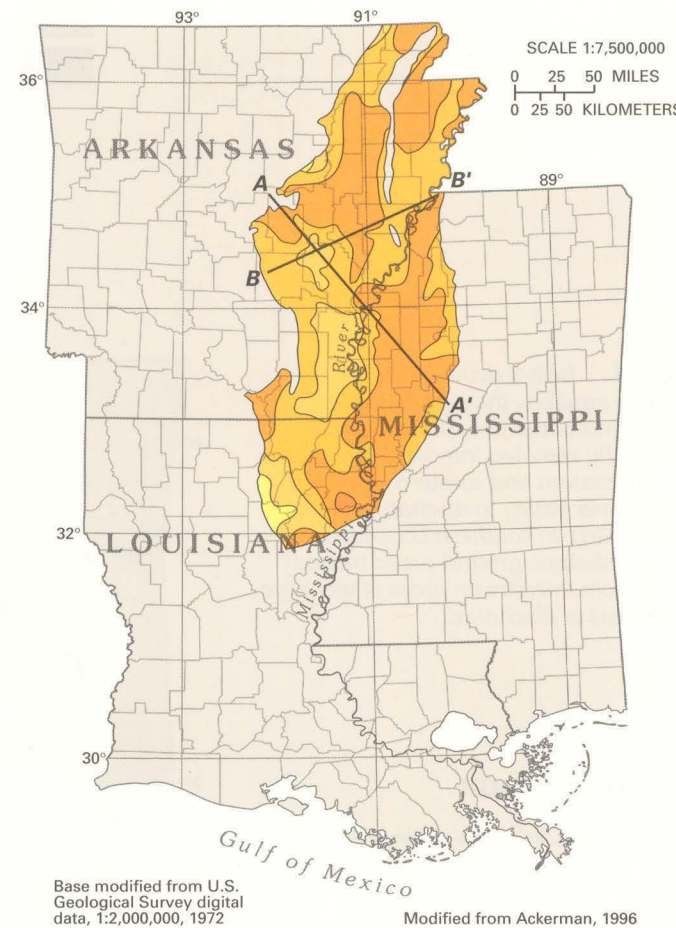 93°
91°
SCALE 1:7,500,000
0 25 50 MILES
0 25 50 KILOMETERS
36°
ARKANSAS
A
B'
89°
B
34°
River
A'
MISSISSIPPI
32°
LOUISIANA
Mississippi
30°
Gulf of Mexico
Base modified from U.S.
Geological Survey digital
data, 1:2,000,000, 1972
Modified from Ackerman, 1996